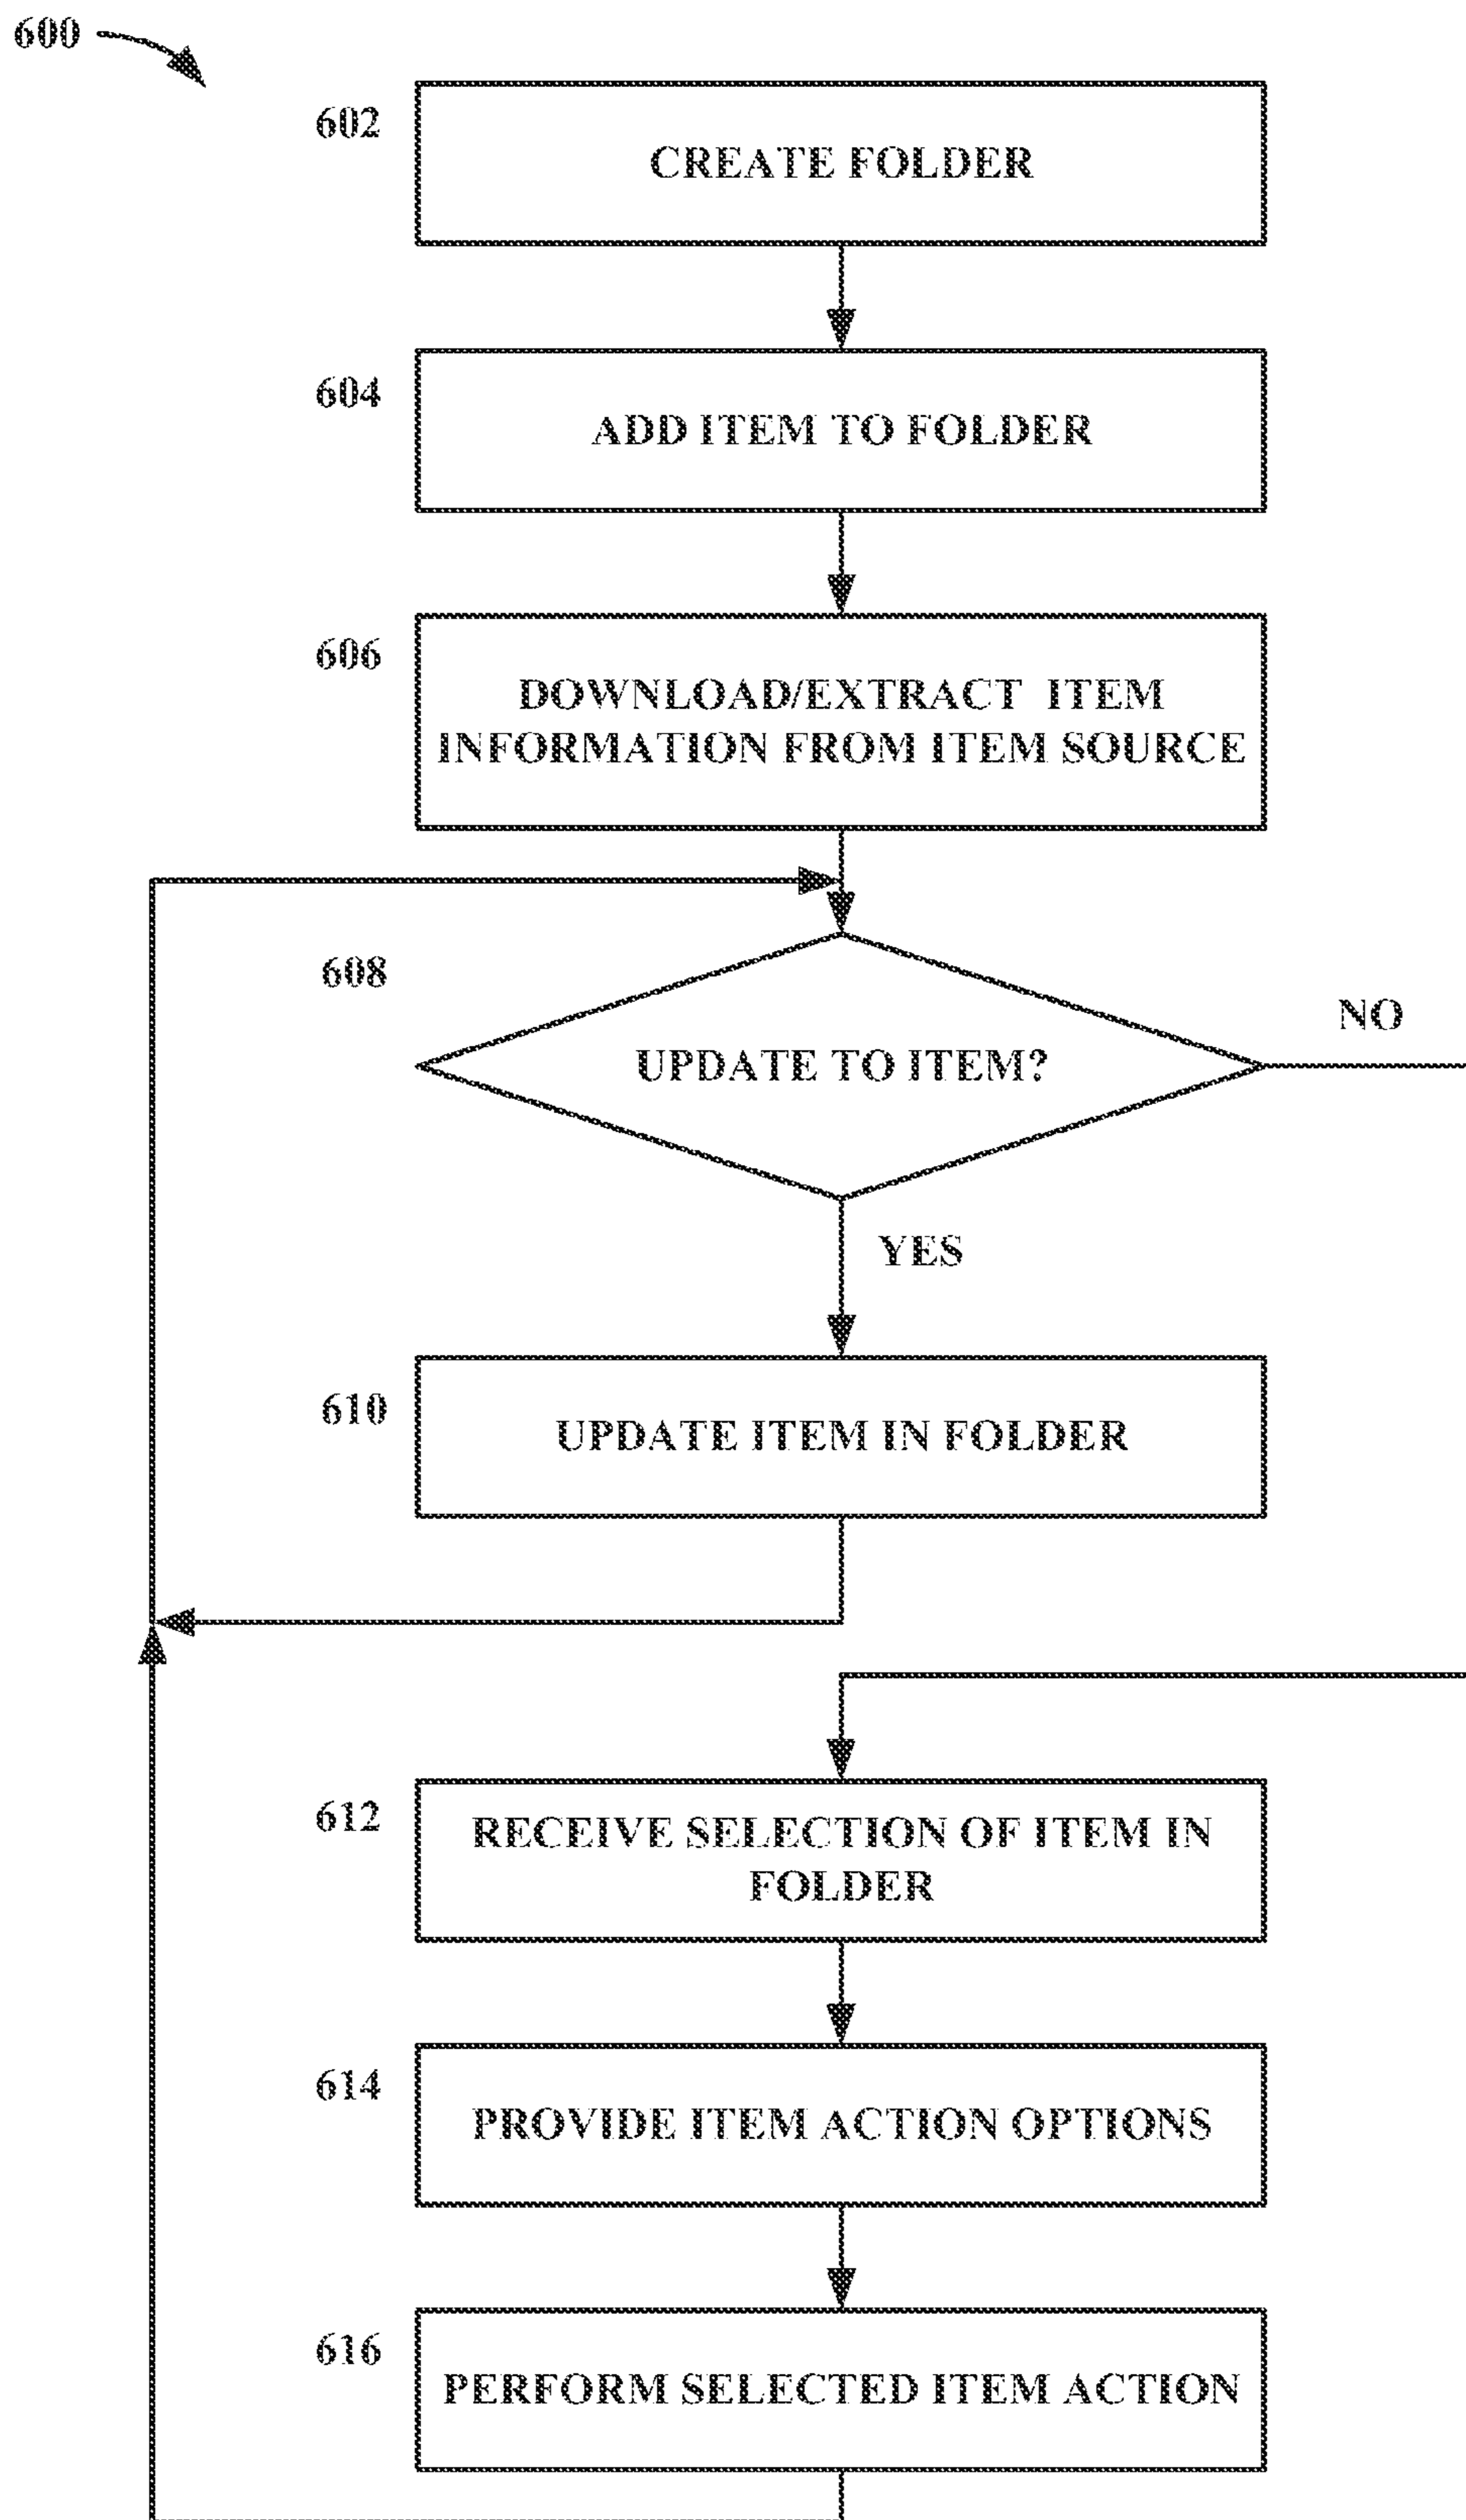 600
602
CREATE FOLDER
604
ADD ITEM TO FOLDER
606
DOWNLOAD/EXTRACT ITEM
INFORMATION FROM ITEM SOURCE
608
NO
UPDATE TO ITEM?
YES
610
UPDATE ITEM IN FOLDER
612
RECEIVE SELECTION OF ITEM IN
FOLDER
614
PROVIDE ITEM ACTION OPTIONS
616
PERFORM SELECTED ITEM ACTION